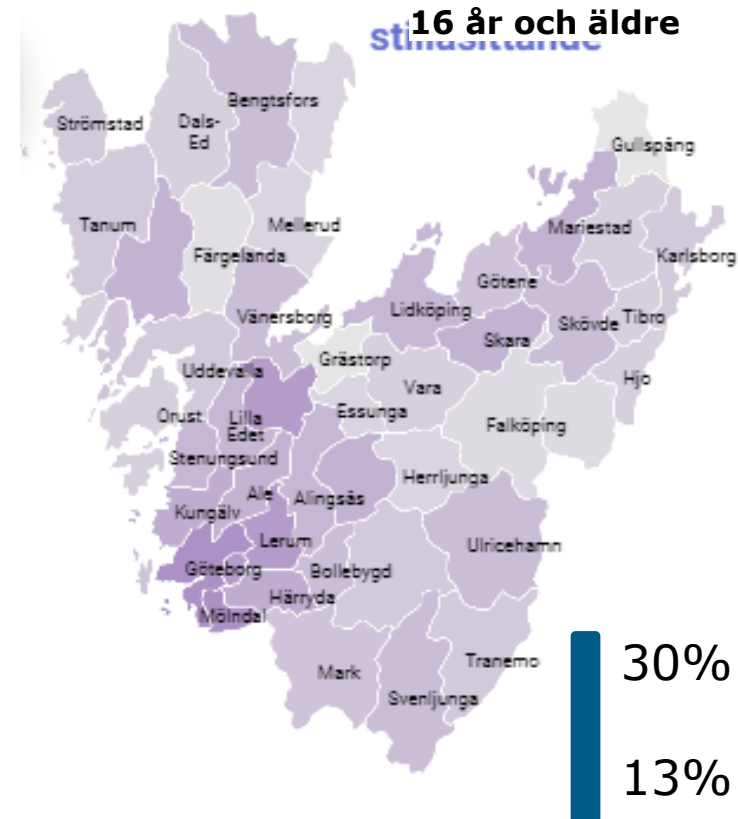 16 år och äldre
stillasittande
Bengtsfors
Strömstad
Dals-
Ed
Gullspång
Tanum
Mellerud
Mariestad
Färgelanda
Karlsborg
Götene
Lidköping
Vänersborg
Skövde
Tibro
Skara
Grästorp
Uddevalla
Hjo
Vara
Essunga
Orust
Lilla
Edet
Falköping
Stenungsund
Herrljunga
Ale
Alingsås
Kungälv
Lerum
Ulricehamn
Göteborg
Bollebygd
Härryda
Mölndal
Tranemo
30%
Mark
Svenljunga
13%